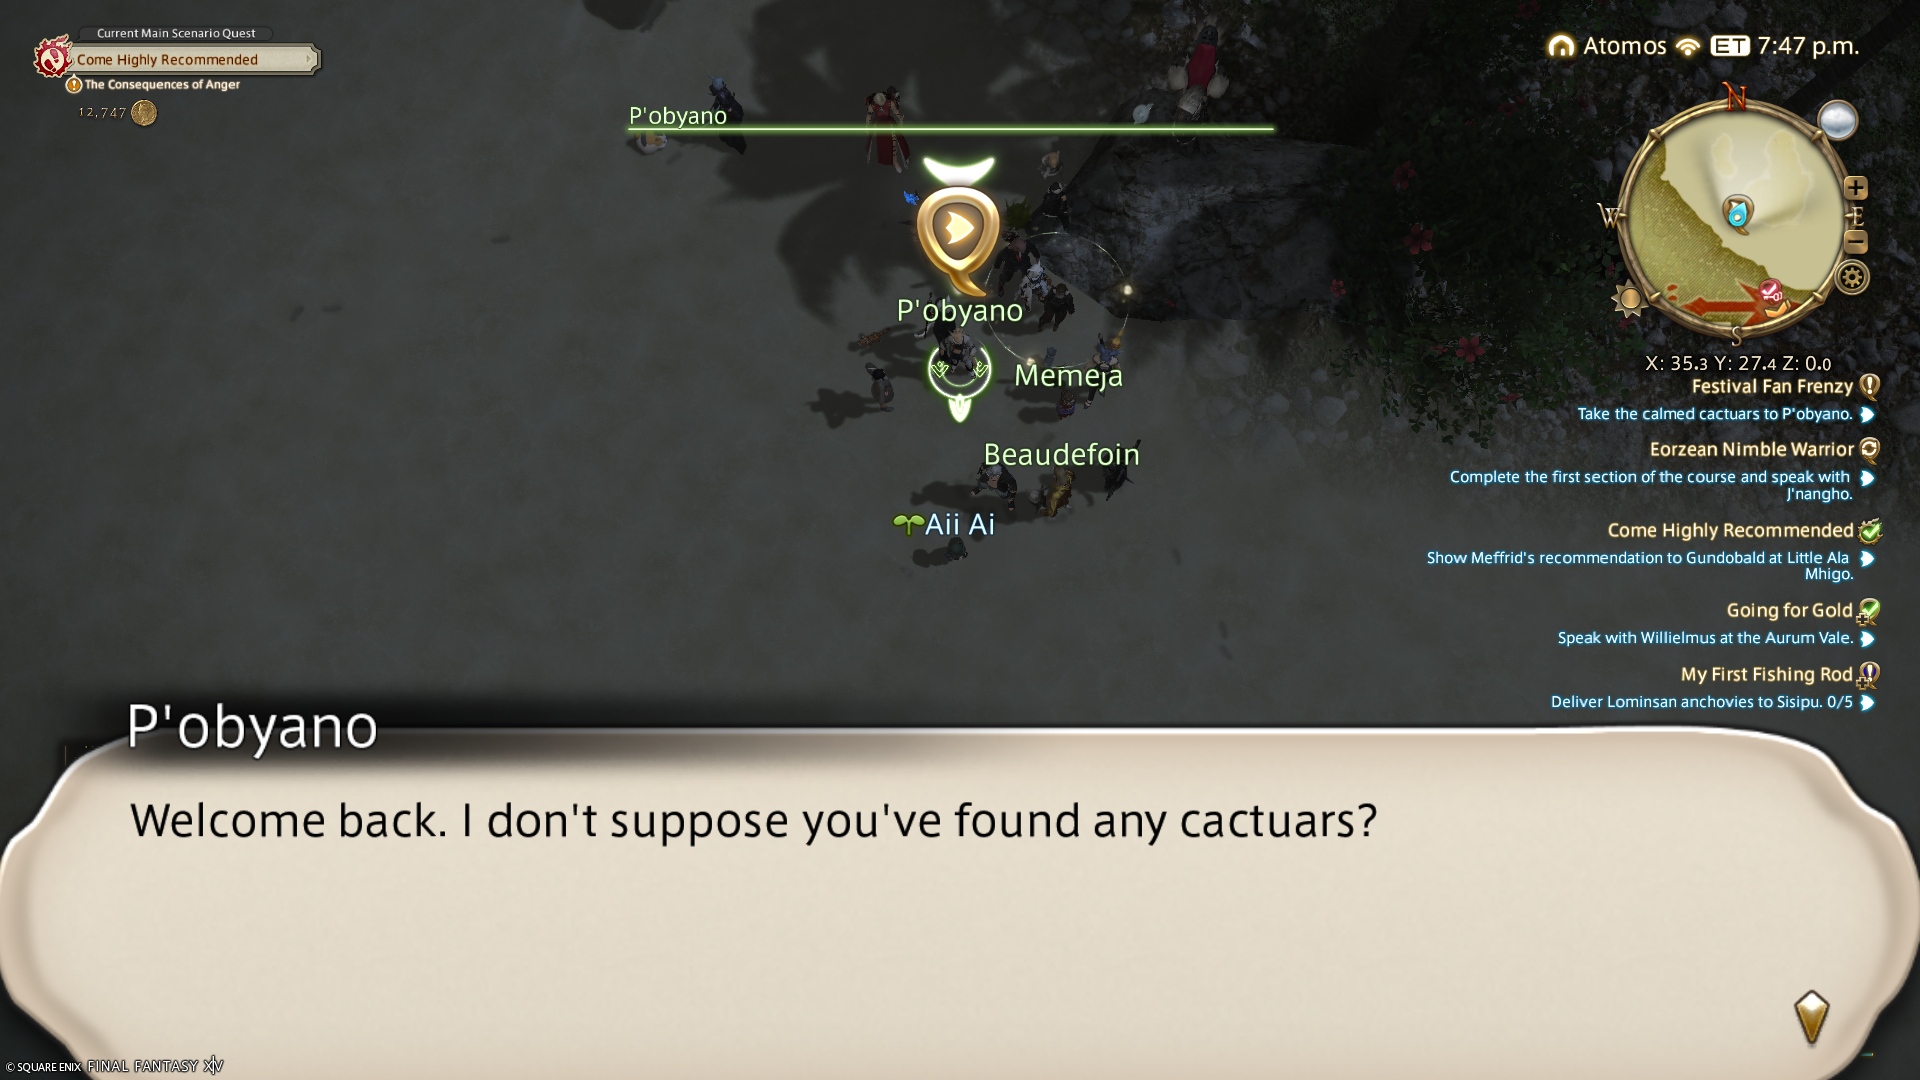 Current Main Scenario Quest
Come Highly Recommended
The Consequences of Anger
12,747
Atomos ET 7:47 p.m.
P'obyano
N
W
E
S
P'obyano
Memeja
Beaudefoin
Aii Ai
X: 35.3 Y: 27.4 Z: 0.0
Festival Fan Frenzy
Take the calmed cactuars to P'obyano.
Eorzean Nimble Warrior
Complete the first section of the course and speak with
J'nangho.
Come Highly Recommended
Show Meffrid's recommendation to Gundobald at Little Ala
Mhigo.
Going for Gold
Speak with Willielmus at the Aurum Vale.
My First Fishing Rod
Deliver Lominsan anchovies to Sisipu. 0/5
P'obyano
Welcome back. I don't suppose you've found any cactuars?
© SQUARE ENIX FINAL FANTASY XIV